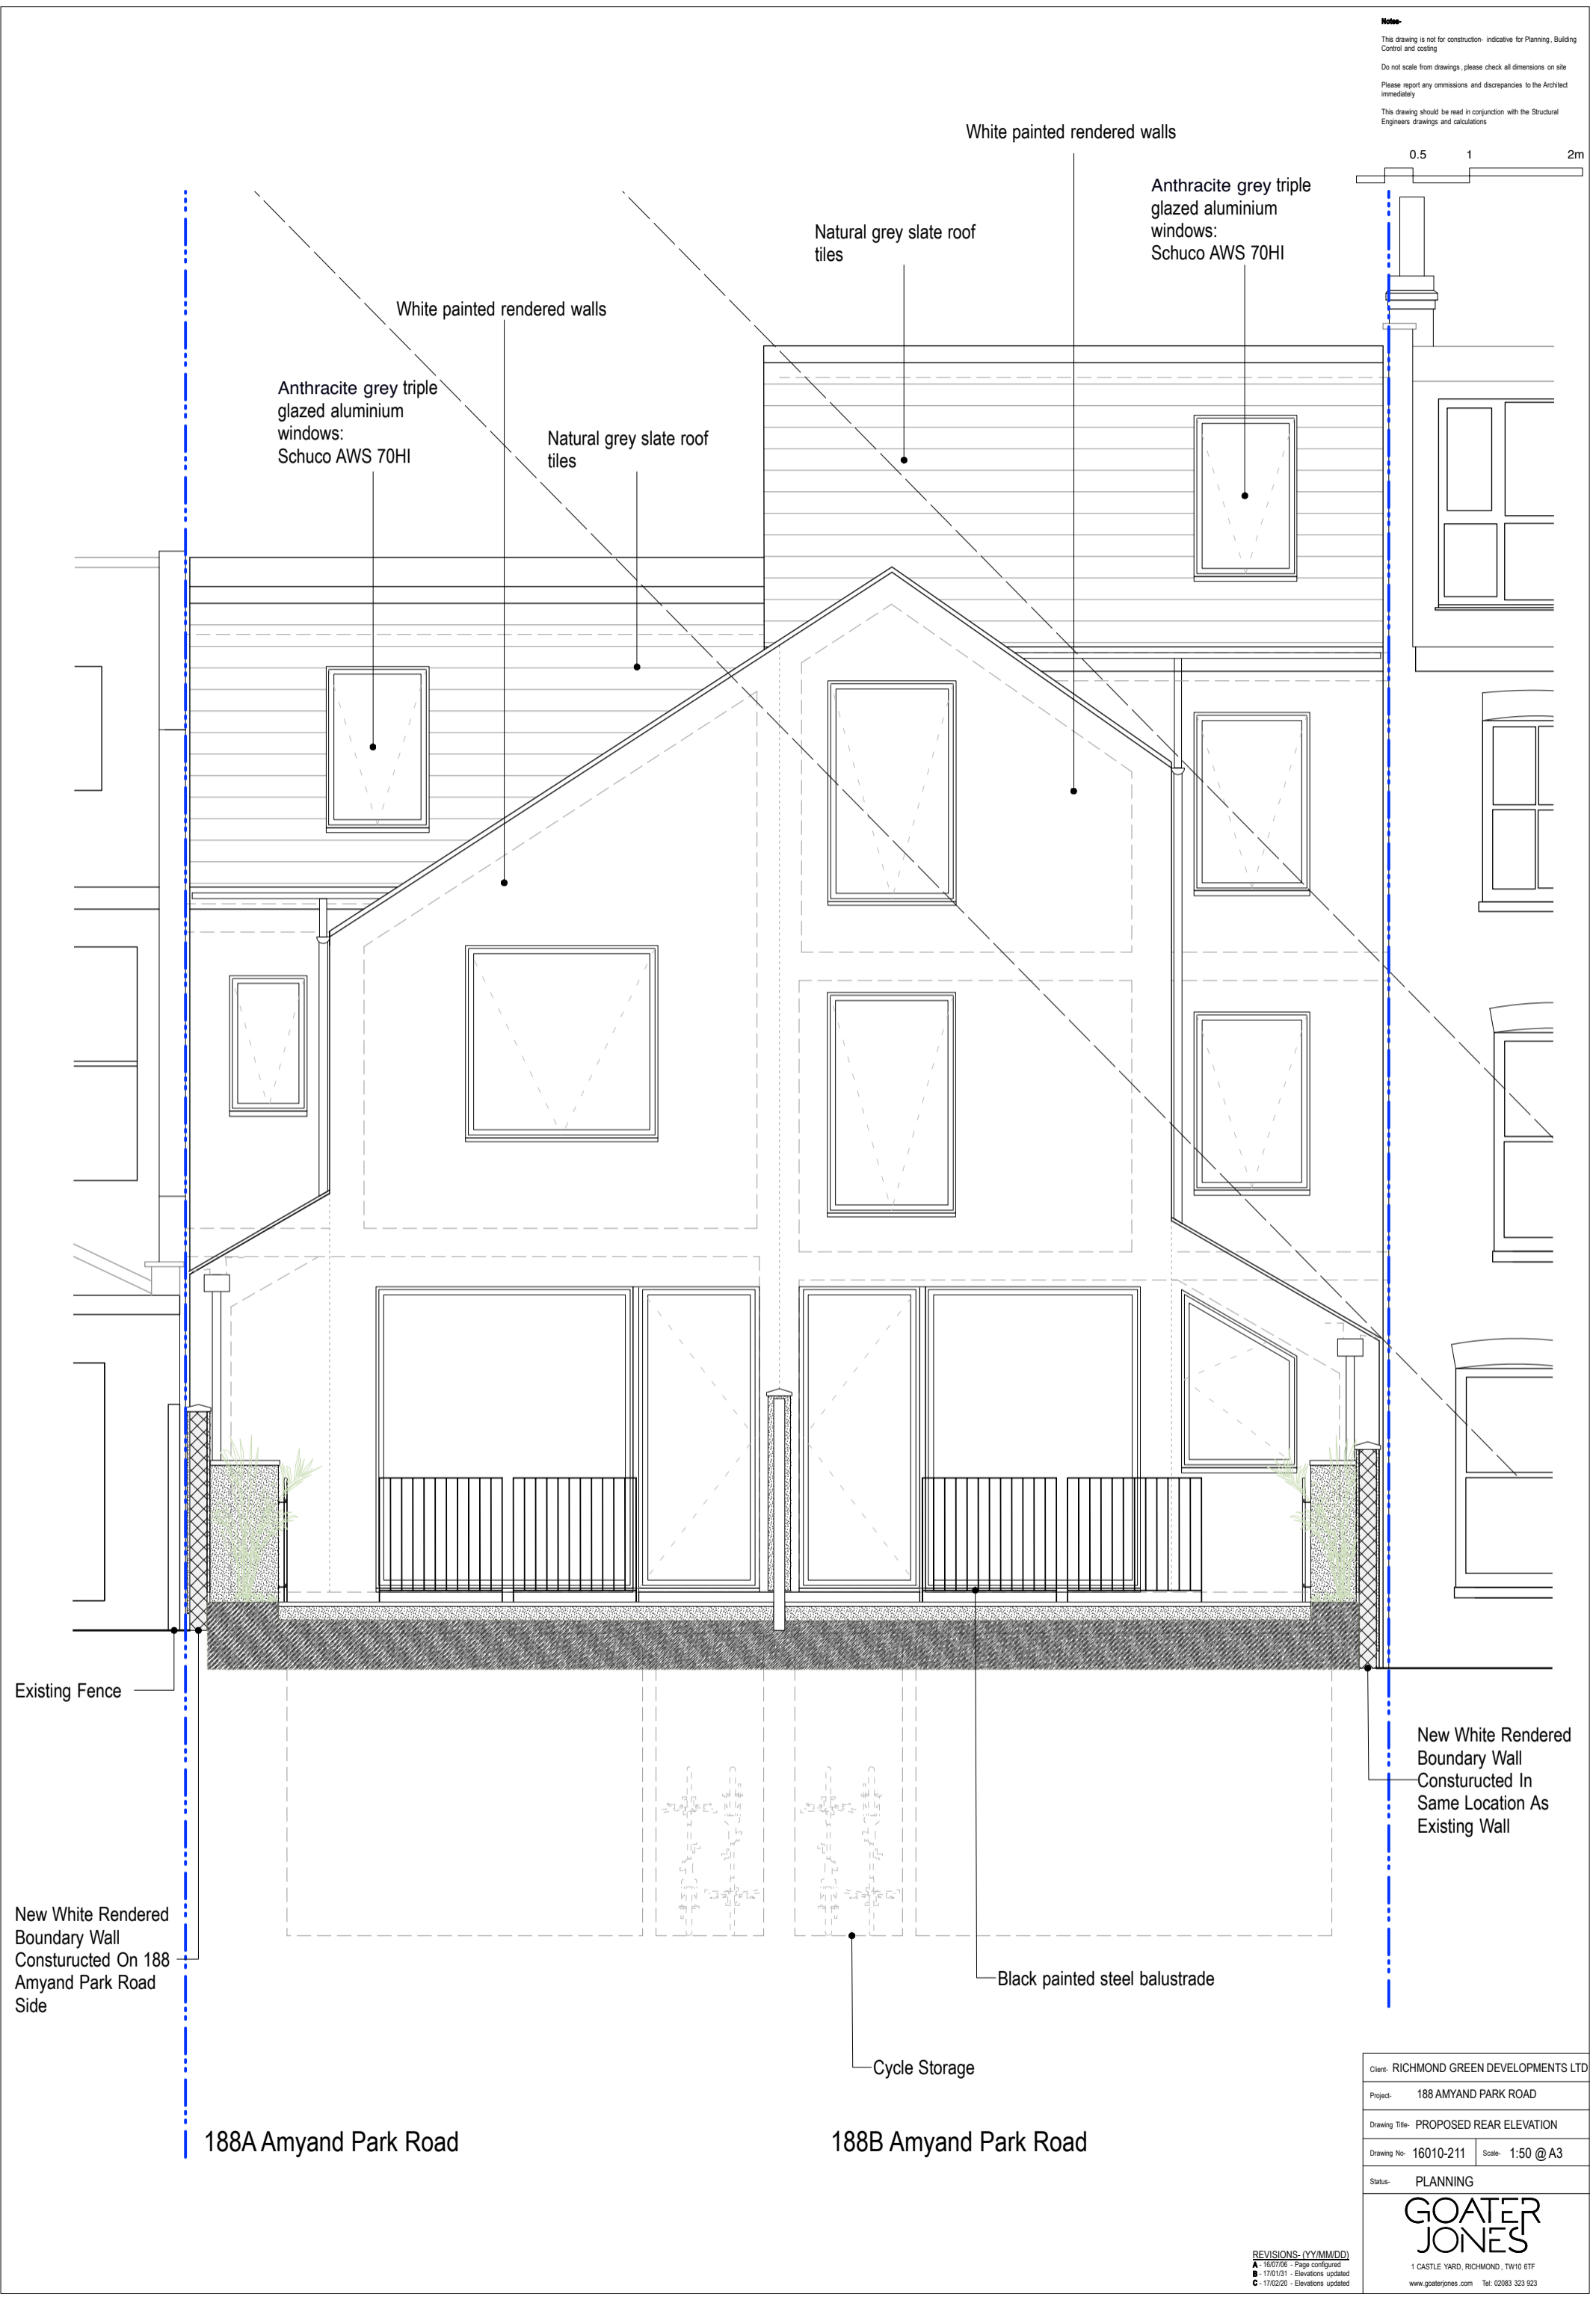 Notes-
This drawing is not for construction- indicative for Planning, Building
Control and costing
Do not scale from drawings, please check all dimensions on site
Please report any ommissions and discrepancies to the Architect
immediately
This drawing should be read in conjunction with the Structural
Engineers drawings and calculations
0.5 1 2m
White painted rendered walls
Anthracite grey triple
glazed aluminium
windows:
Schuco AWS 70HI
Natural grey slate roof
tiles
White painted rendered walls
Anthracite grey triple
glazed aluminium
windows:
Schuco AWS 70HI
Natural grey slate roof
tiles
Existing Fence
New White Rendered
Boundary Wall
Consturucted In
Same Location As
Existing Wall
New White Rendered
Boundary Wall
Consturucted On 188
Amyand Park Road
Side
Black painted steel balustrade
Cycle Storage
188A Amyand Park Road
188B Amyand Park Road
Client- RICHMOND GREEN DEVELOPMENTS LTD
Project- 188 AMYAND PARK ROAD
Drawing Title- PROPOSED REAR ELEVATION
Drawing No- 16010-211 Scale- 1:50 @ A3
Status- PLANNING
GOATER
JONES
1 CASTLE YARD, RICHMOND, TW10 6TF
www.goaterjones.com Tel: 02083 323 923
REVISIONS- (YY/MM/DD)
A - 16/07/06 - Page configured
B - 17/01/31 - Elevations updated
C - 17/02/20 - Elevations updated